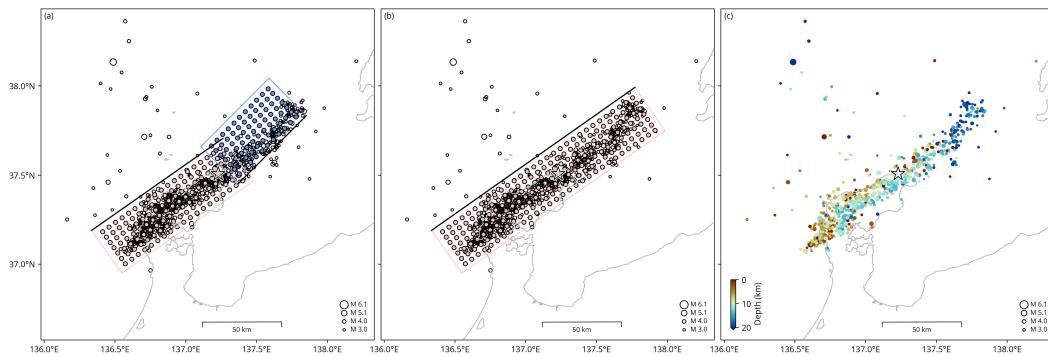 (a)
(b)
(c)
38.0°N
37.5°N
37.0°N
M 6.1
M 5.1
M 4.0
M 3.0
50 km
M 6.1
M 5.1
M 4.0
M 3.0
50 km
0
10
20
Depth (km)
M 6.1
M 5.1
M 4.0
M 3.0
50 km
136.0°E
136.5°E
137.0°E
137.5°E
138.0°E
136.0°E
136.5°E
137.0°E
137.5°E
138.0°E
136.0°E
136.5°E
137.0°E
137.5°E
138.0°E